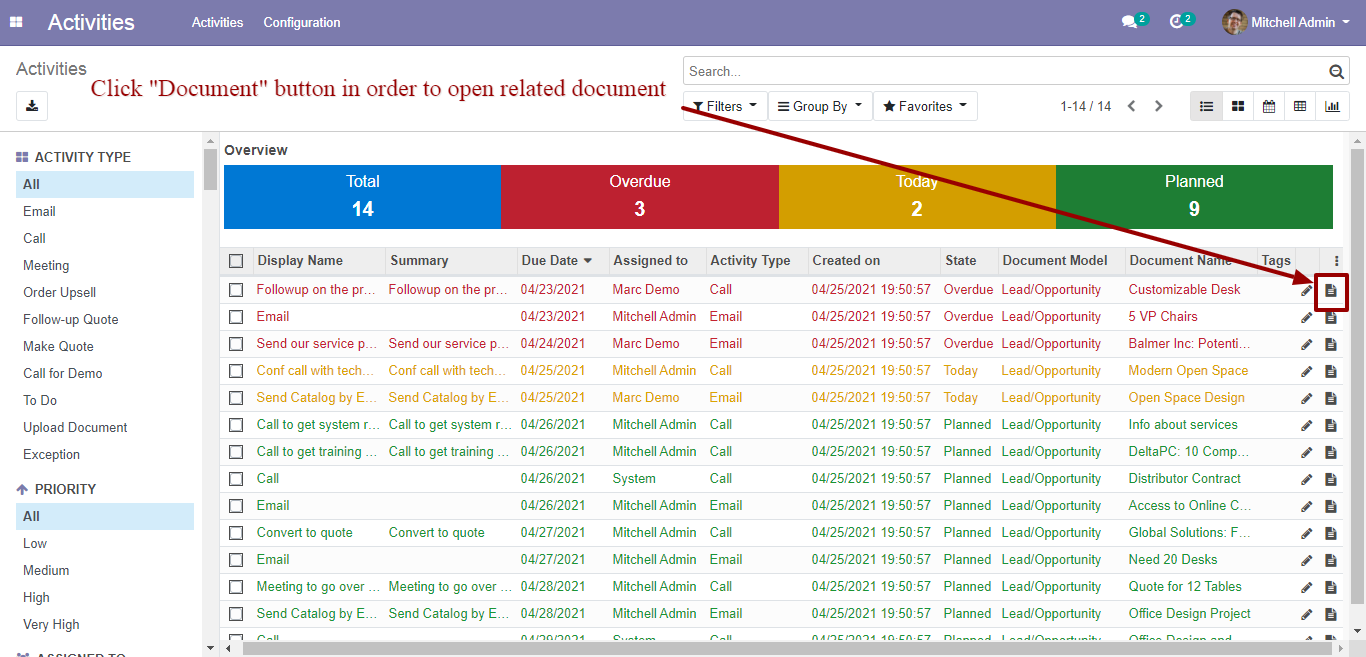 Activities Activities Configuration 2 2 Mitchell Admin
Activities
Click "Document" button in order to open related document
Search...
Filters Group By Favorites 1-14 / 14
ACTIVITY TYPE
All
Email
Call
Meeting
Order Upsell
Follow-up Quote
Make Quote
Call for Demo
To Do
Upload Document
Exception
PRIORITY
All
Low
Medium
High
Very High
ASSIGNED TO
Overview
Total Overdue Today Planned
14 3 2 9
Display Name Summary Due Date Assigned to Activity Type Created on State Document Model Document Name Tags
Followup on the pr... Followup on the pr... 04/23/2021 Marc Demo Call 04/25/2021 19:50:57 Overdue Lead/Opportunity Customizable Desk
Email 04/23/2021 Mitchell Admin Email 04/25/2021 19:50:57 Overdue Lead/Opportunity 5 VP Chairs
Send our service p... Send our service p... 04/24/2021 Marc Demo Email 04/25/2021 19:50:57 Overdue Lead/Opportunity Balmer Inc: Potenti...
Conf call with tech... Conf call with tech... 04/25/2021 Mitchell Admin Call 04/25/2021 19:50:57 Today Lead/Opportunity Modern Open Space
Send Catalog by E... Send Catalog by E... 04/25/2021 Marc Demo Email 04/25/2021 19:50:57 Today Lead/Opportunity Open Space Design
Call to get system r... Call to get system r... 04/26/2021 Mitchell Admin Call 04/25/2021 19:50:57 Planned Lead/Opportunity Info about services
Call to get training ... Call to get training ... 04/26/2021 Mitchell Admin Call 04/25/2021 19:50:57 Planned Lead/Opportunity DeltaPC: 10 Comp...
Call 04/26/2021 System Call 04/25/2021 19:50:57 Planned Lead/Opportunity Distributor Contract
Email 04/26/2021 Mitchell Admin Email 04/25/2021 19:50:57 Planned Lead/Opportunity Access to Online C...
Convert to quote Convert to quote 04/27/2021 Mitchell Admin Call 04/25/2021 19:50:57 Planned Lead/Opportunity Global Solutions: F...
Email 04/27/2021 Mitchell Admin Email 04/25/2021 19:50:57 Planned Lead/Opportunity Need 20 Desks
Meeting to go over ... Meeting to go over ... 04/28/2021 Mitchell Admin Call 04/25/2021 19:50:57 Planned Lead/Opportunity Quote for 12 Tables
Send Catalog by E... Send Catalog by E... 04/28/2021 Mitchell Admin Email 04/25/2021 19:50:57 Planned Lead/Opportunity Office Design Project
Call 04/29/2021 System Call 04/25/2021 19:50:57 Planned Lead/Opportunity Office Design and